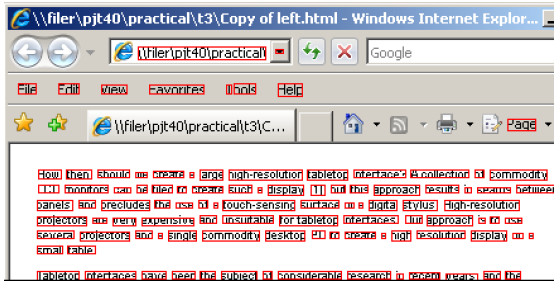 \\filer\pjt40\practical\t3\Copy of left.html - Windows Internet Explor...
\\filer\pjt40\practical\ Google
File Edit View Favorites Tools Help
\\filer\pjt40\practical\t3\C... Page
How then should we create a large high-resolution tabletop interface? A collection of commodity
LCD monitors can be tiled to create such a display [1] but this approach results in seams between
panels and precludes the use of a touch-sensing surface or a digital stylus. High-resolution
projectors are very expensive and unsuitable for tabletop interfaces. Our approach is to use
several projectors and a single commodity desktop PC to create a high resolution display on a
small table.
Tabletop interfaces have been the subject of considerable research in recent years and the